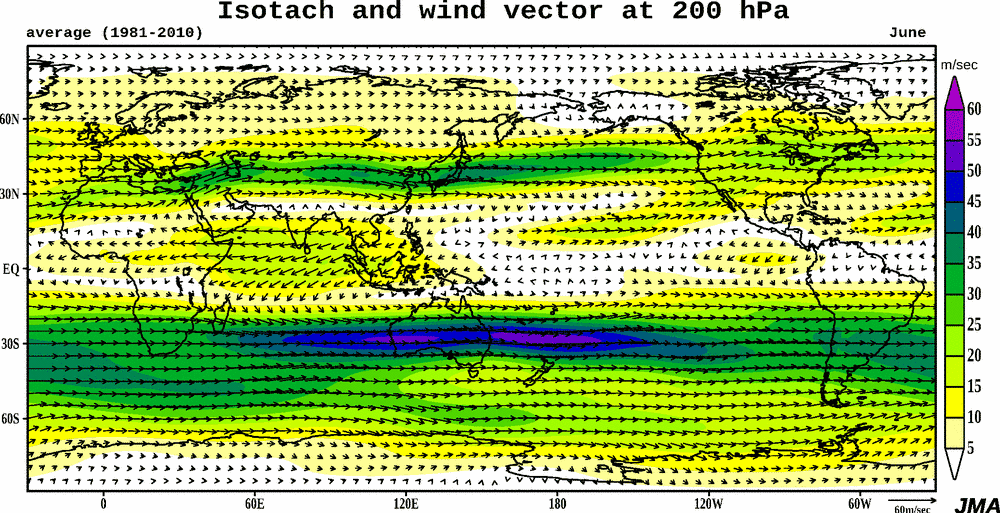 Isotach and wind vector at 200 hPa
average (1981-2010)
June
m/sec
60
55
50
45
40
35
30
25
20
15
10
5
60N
30N
EQ
30S
60S
0
60E
120E
180
120W
60W
60m/sec
JMA